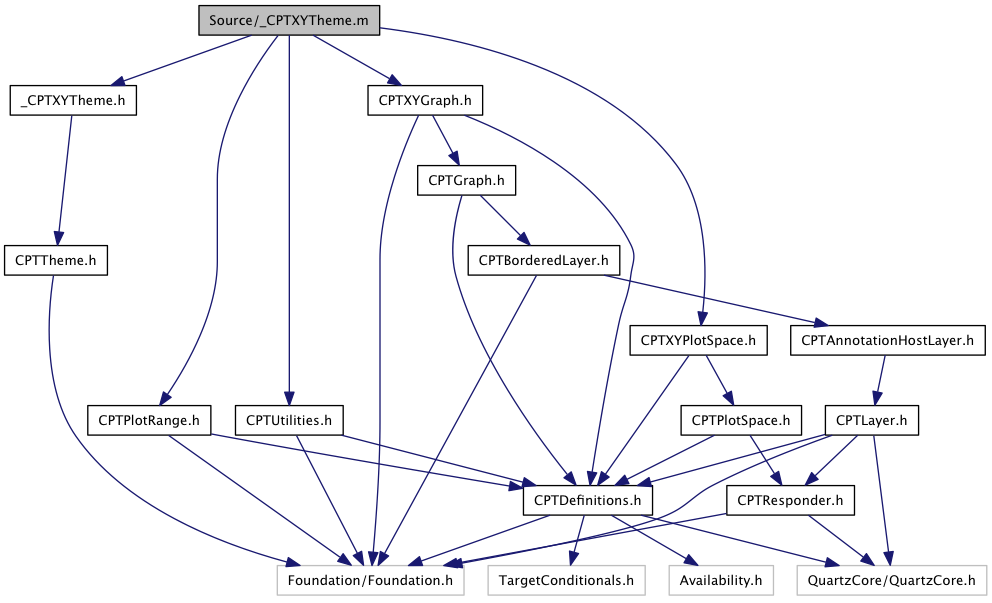 Source/_CPTXYTheme.m
_CPTXYTheme.h
CPTXYGraph.h
CPTGraph.h
CPTTheme.h
CPTBorderedLayer.h
CPTXYPlotSpace.h
CPTAnnotationHostLayer.h
CPTPlotRange.h
CPTUtilities.h
CPTPlotSpace.h
CPTLayer.h
CPTDefinitions.h
CPTResponder.h
Foundation/Foundation.h
TargetConditionals.h
Availability.h
QuartzCore/QuartzCore.h